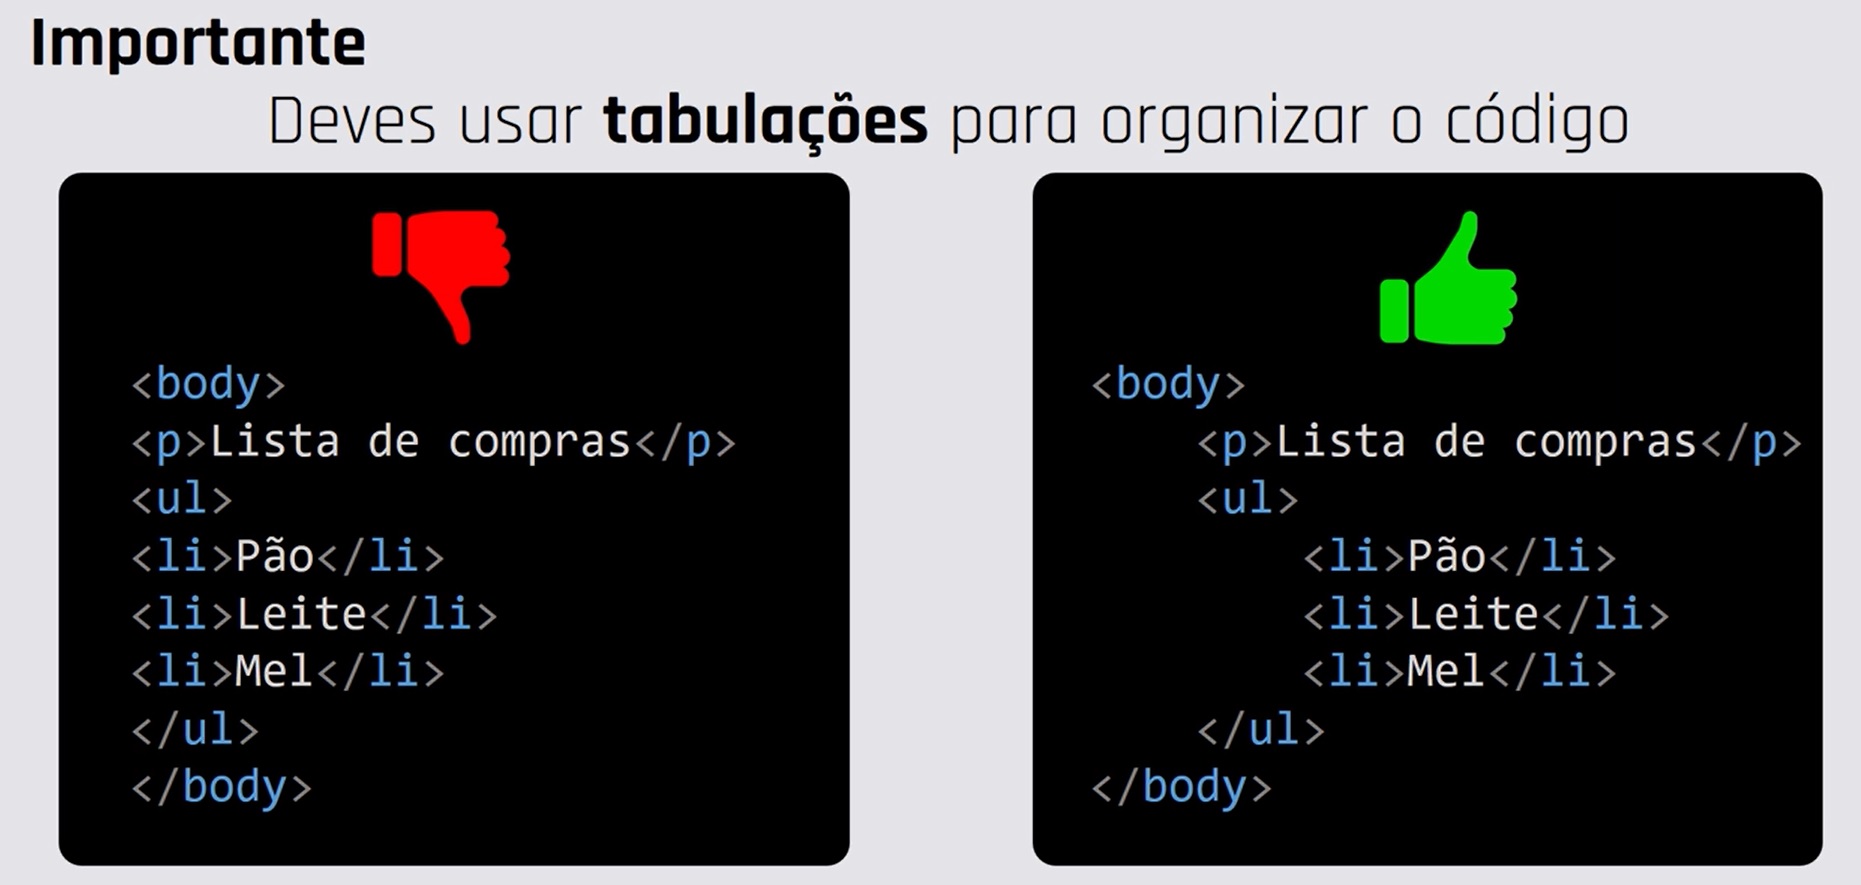 Importante
Deves usar tabulações para organizar o código
<body>
<p>Lista de compras</p>
<ul>
<li>Pão</li>
<li>Leite</li>
<li>Mel</li>
</ul>
</body>
<body>
    <p>Lista de compras</p>
    <ul>
        <li>Pão</li>
        <li>Leite</li>
        <li>Mel</li>
    </ul>
</body>